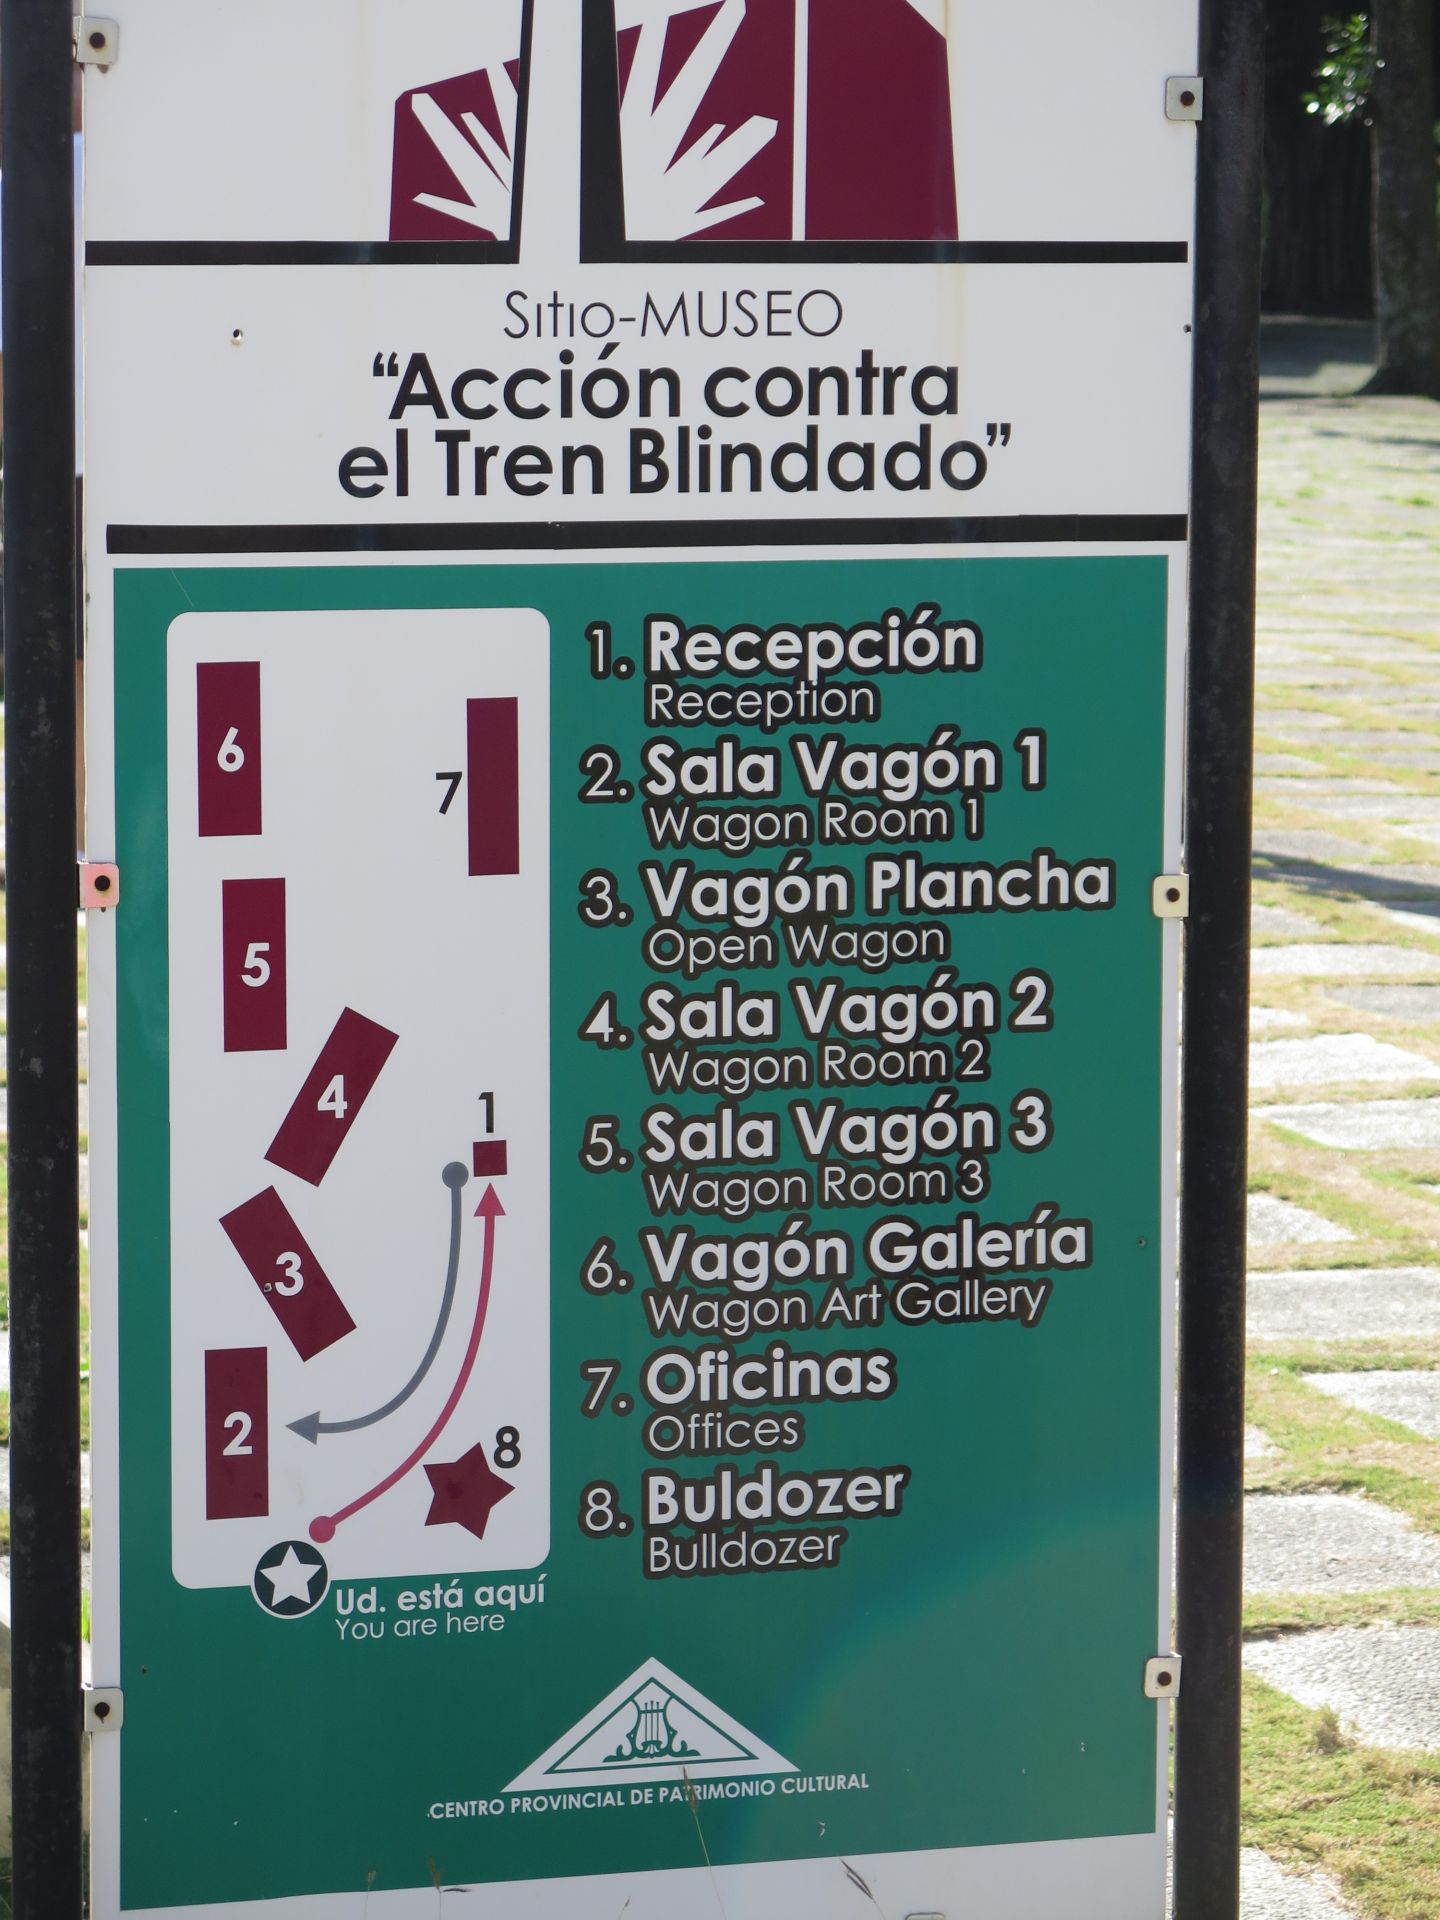 Sitio-MUSEO
“Acción contra
el Tren Blindado”
1. Recepción
Reception
2. Sala Vagón 1
Wagon Room 1
3. Vagón Plancha
Open Wagon
4. Sala Vagón 2
Wagon Room 2
5. Sala Vagón 3
Wagon Room 3
6. Vagón Galería
Wagon Art Gallery
7. Oficinas
Offices
8. Buldozer
Bulldozer
6
7
5
4
1
3
2
8
Ud. está aquí
You are here
CENTRO PROVINCIAL DE PATRIMONIO CULTURAL